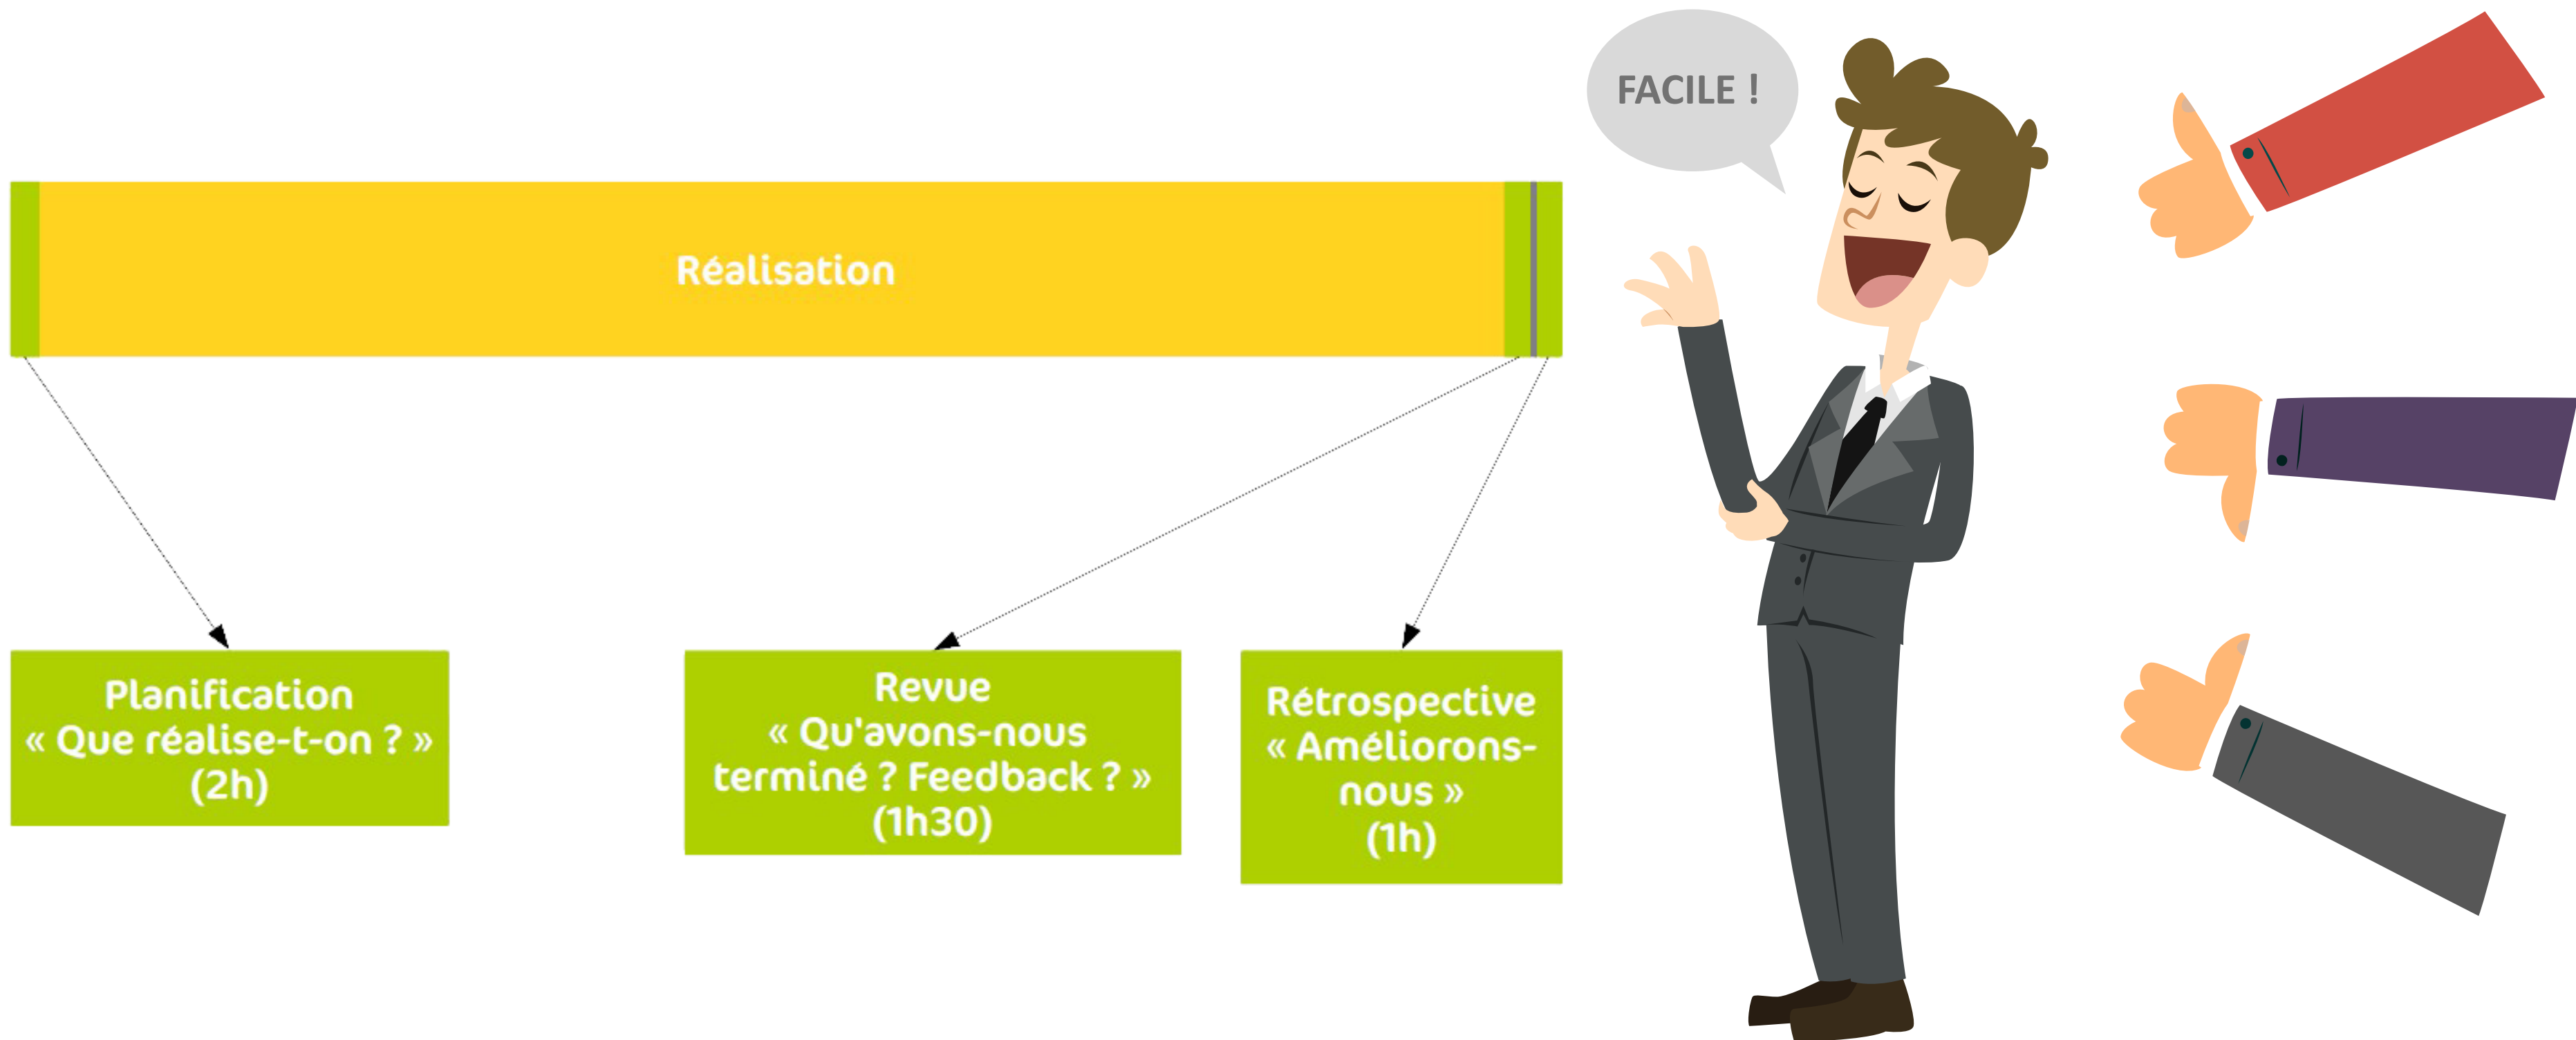 FACILE !
Réalisation
Planification
« Que réalise-t-on ? »
(2h)
Revue
« Qu'avons-nous
terminé ? Feedback ? »
(1h30)
Rétrospective
« Améliorons-
nous »
(1h)